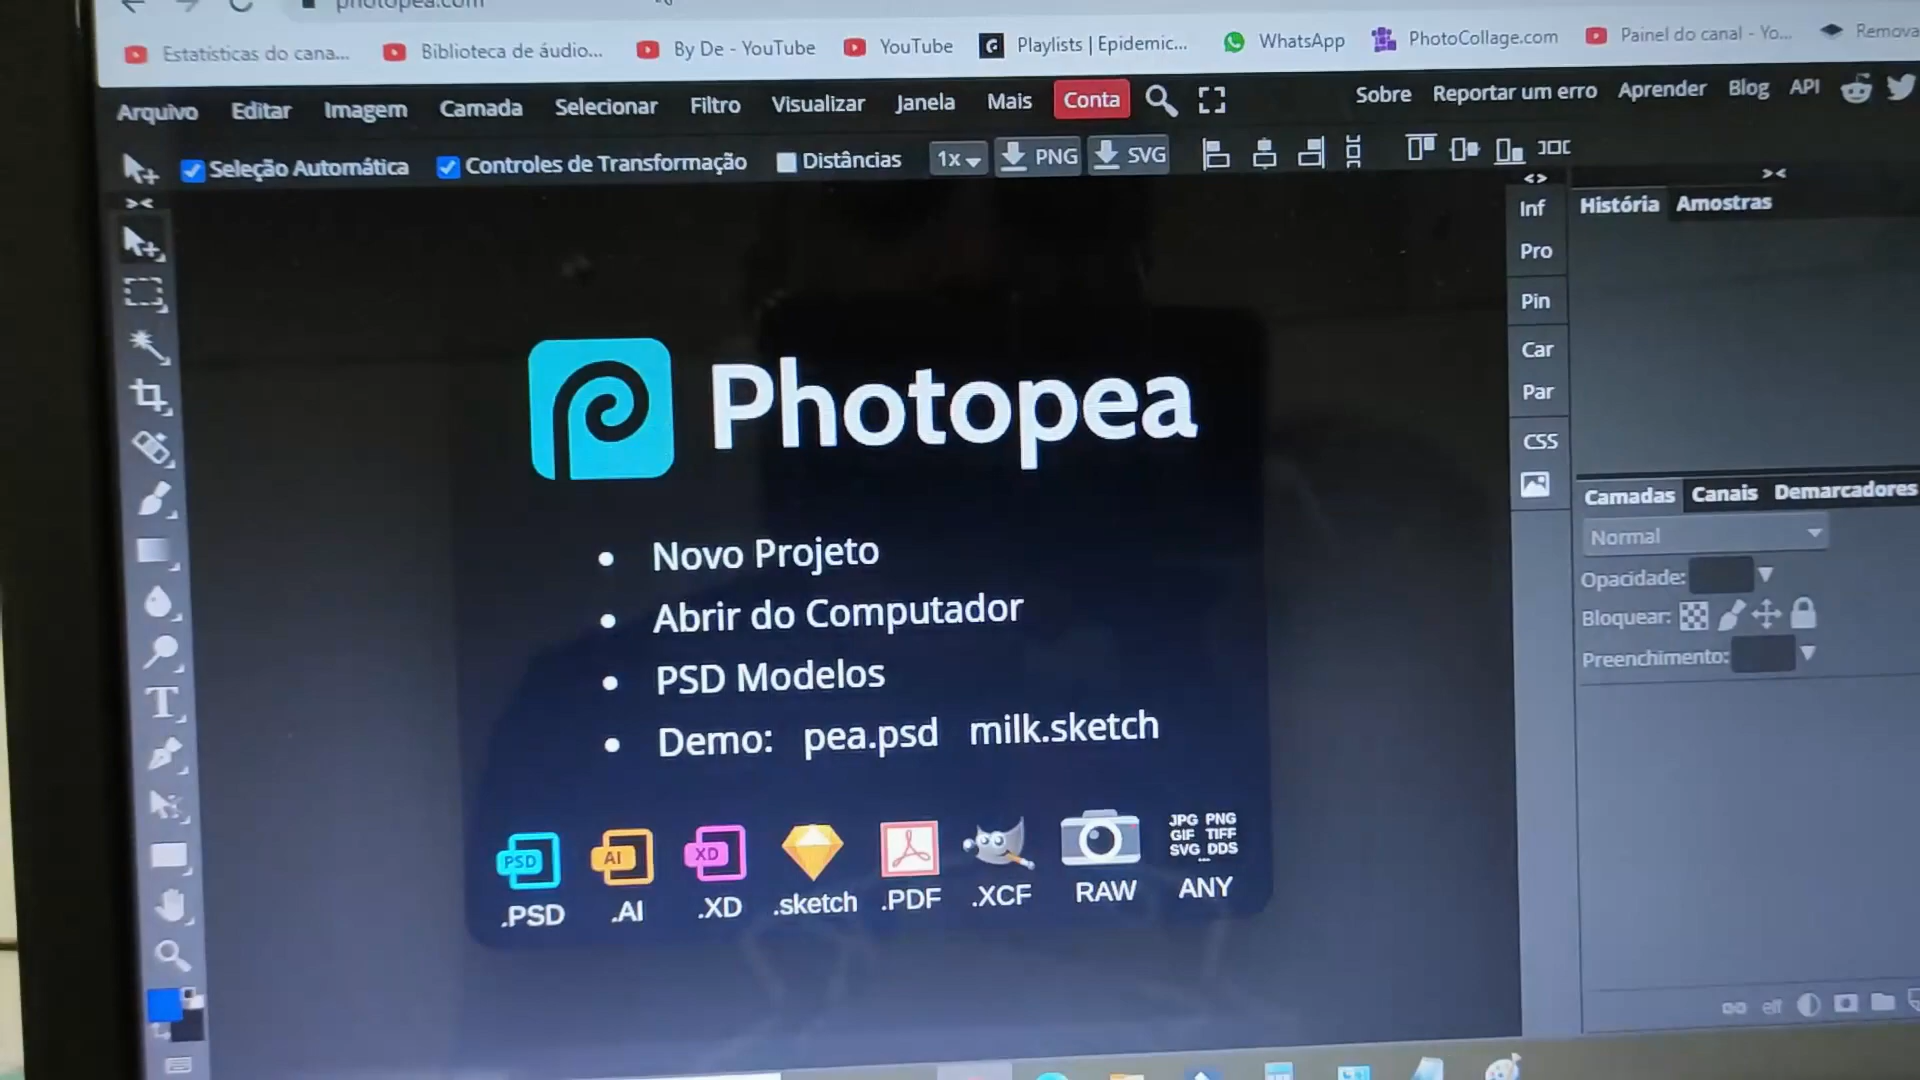 photopea.com
Estatísticas do cana... Biblioteca de áudio... By De - YouTube YouTube Playlists | Epidemic... WhatsApp PhotoCollage.com Painel do canal - Yo... Remova
Arquivo Editar Imagem Camada Selecionar Filtro Visualizar Janela Mais Conta Sobre Reportar um erro Aprender Blog API
Seleção Automática Controles de Transformação Distâncias 1x PNG SVG
Inf
Pro
Pin
Car
Par
CSS
História Amostras
Photopea
• Novo Projeto
• Abrir do Computador
• PSD Modelos
• Demo: pea.psd milk.sketch
PSD AI XD JPG PNG
GIF TIFF
SVG DDS
...
.PSD .AI .XD .sketch .PDF .XCF RAW ANY
Camadas Canais Demarcadores
Normal
Opacidade:
Bloquear:
Preenchimento:
eff